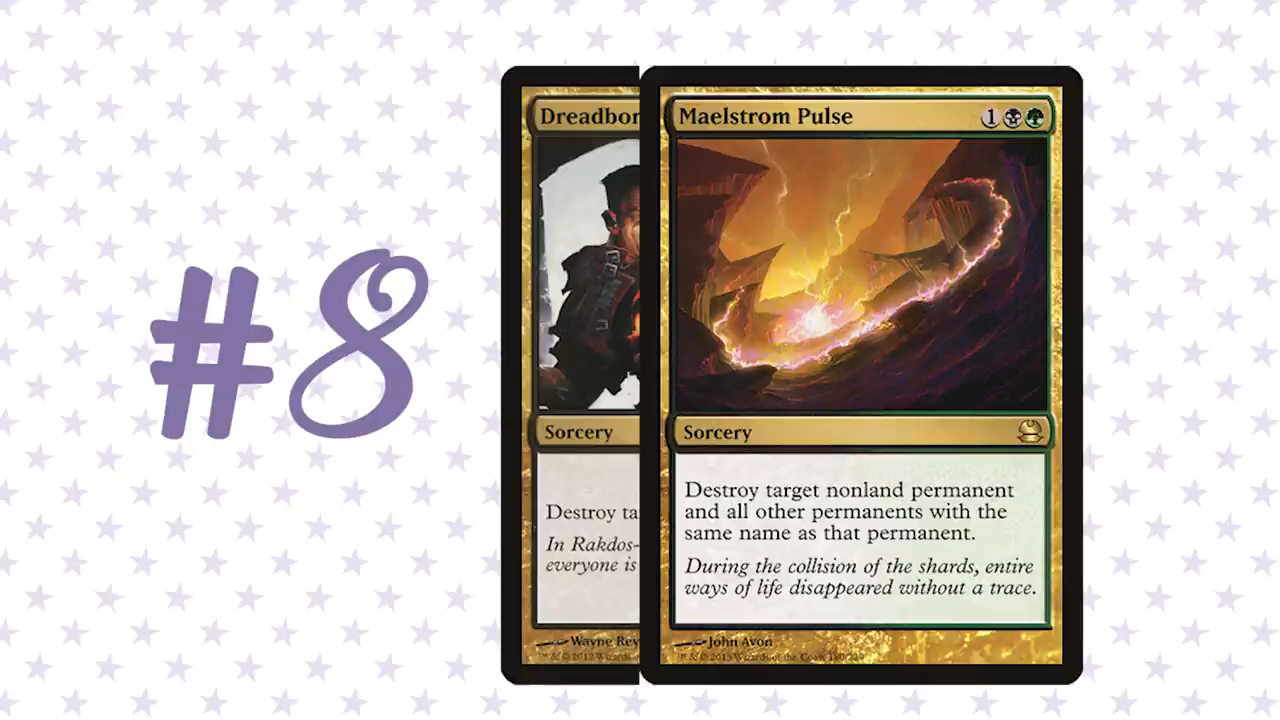 #8
Dreadbor
Sorcery
Destroy ta
In Rakdos-
everyone is
Wayne Rey
Maelstrom Pulse
1
Sorcery
Destroy target nonland permanent
and all other permanents with the
same name as that permanent.
During the collision of the shards, entire
ways of life disappeared without a trace.
John Avon